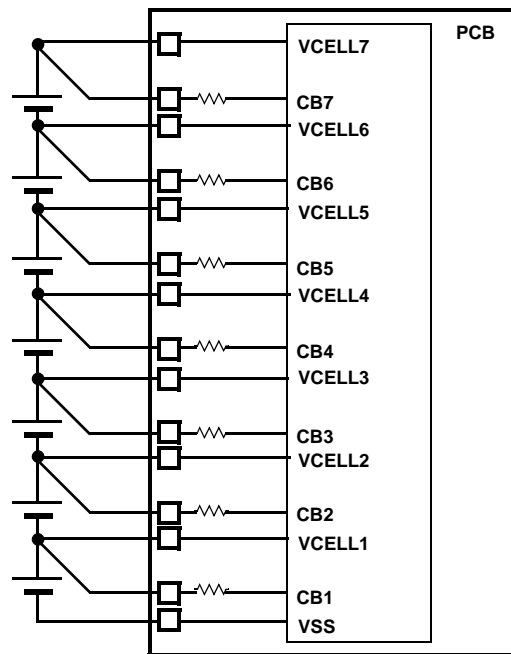 PCB
VCELL7
CB7
VCELL6
CB6
VCELL5
CB5
VCELL4
CB4
VCELL3
CB3
VCELL2
CB2
VCELL1
CB1
VSS